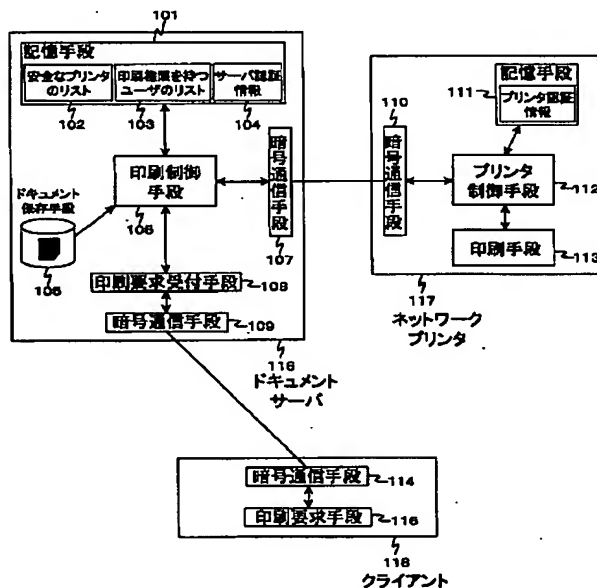 101
記憶手段
安全なプリンタ
のリスト
印刷権限を持つ
ユーザのリスト
サーバ認証
情報
102
103
104
印刷制御
手段
106
暗号通信手段
107
ドキュメント
保存手段
105
印刷要求受付手段
108
暗号通信手段
109
116
ドキュメント
サーバ
110
暗号通信手段
記憶手段
111
プリンタ認証
情報
プリンタ
制御手段
112
印刷手段
113
117
ネットワーク
プリンタ
暗号通信手段
114
印刷要求手段
115
118
クライアント